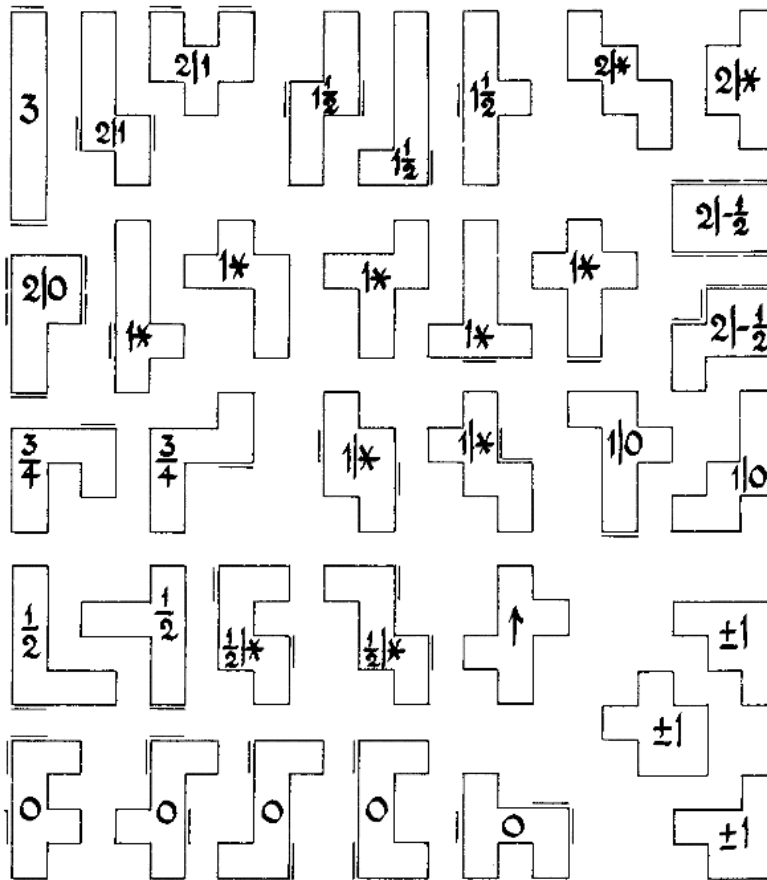 3 2|1 2|1 1½ 1½ 1½ 2|* 2|*
2|-½
2|0 1* 1* 1* 1* 1* 2|-½
¾ ¾ 1|* 1|* 1|0 1|0
½ ½ ½|* ½|* ↑ ±1
±1
0 0 0 0 0 ±1